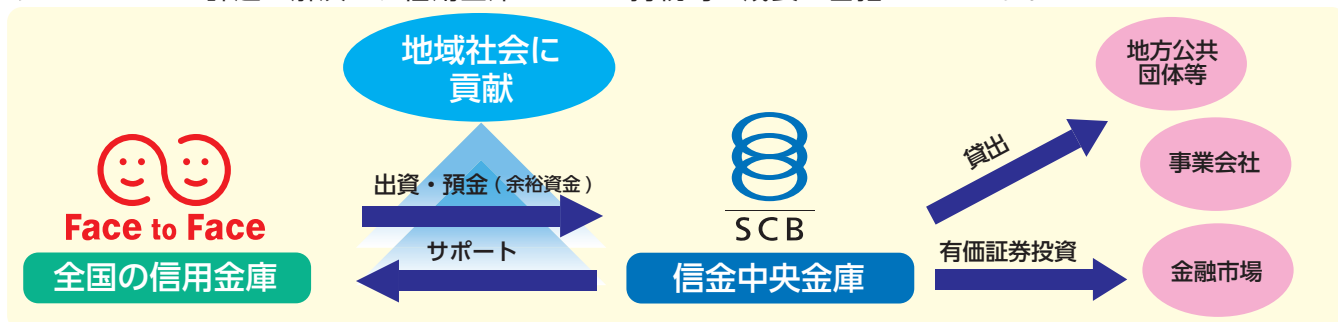 地域社会に
貢献
Face to Face
全国の信用金庫
出資・預金(余裕資金)
サポート
SCB
信金中央金庫
貸出
有価証券投資
地方公共
団体等
事業会社
金融市場